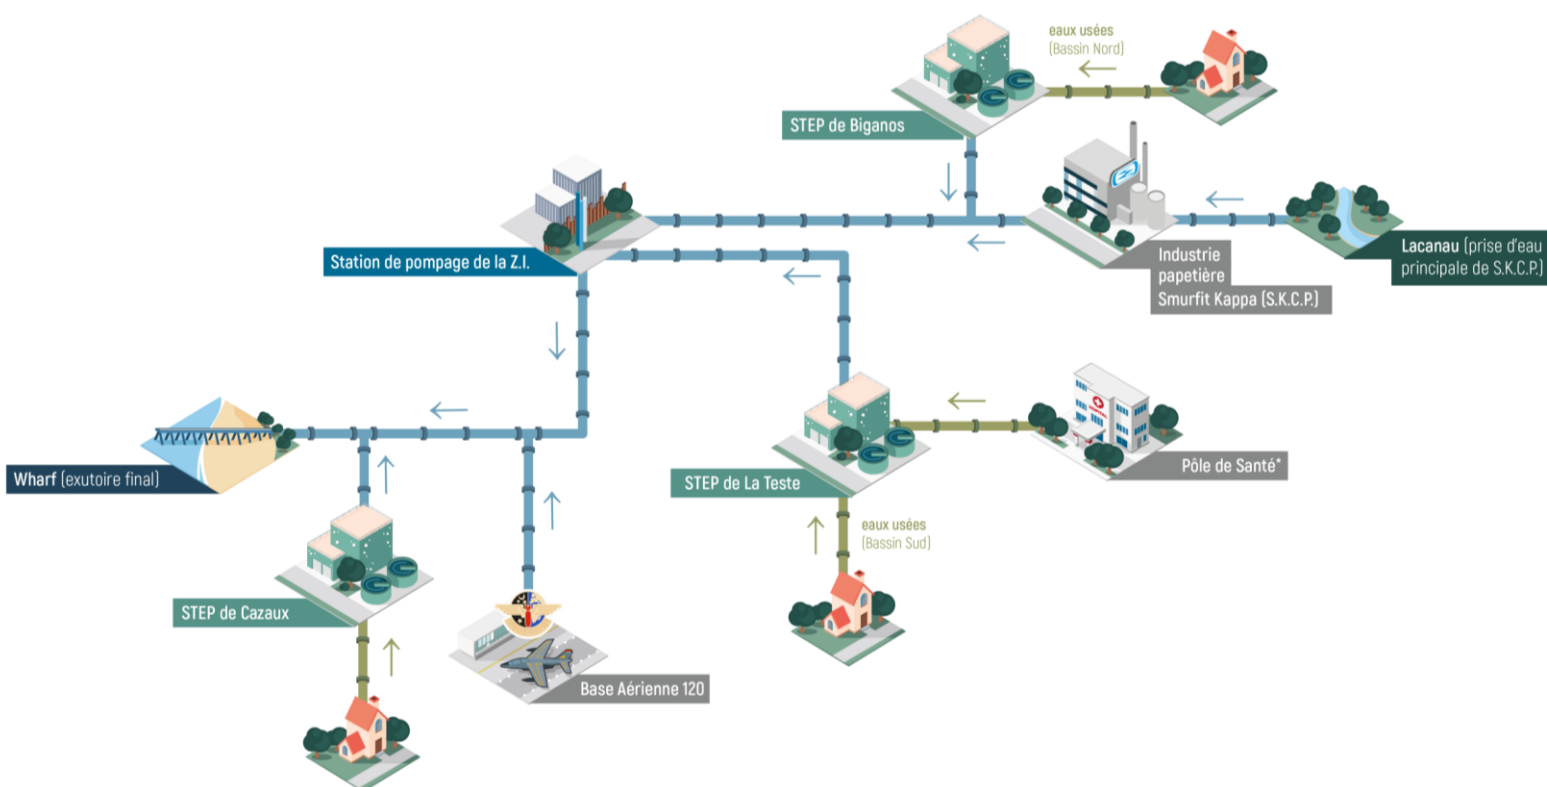 eaux usées
(Bassin Nord)
STEP de Biganos
Station de pompage de la Z.I.
Industrie
papetière
Smurfit Kappa (S.K.C.P.)
Lacanau (prise d'eau
principale de S.K.C.P.)
Wharf (exutoire final)
STEP de La Teste
HOPITAL
Pôle de Santé*
eaux usées
(Bassin Sud)
STEP de Cazaux
Base Aérienne 120